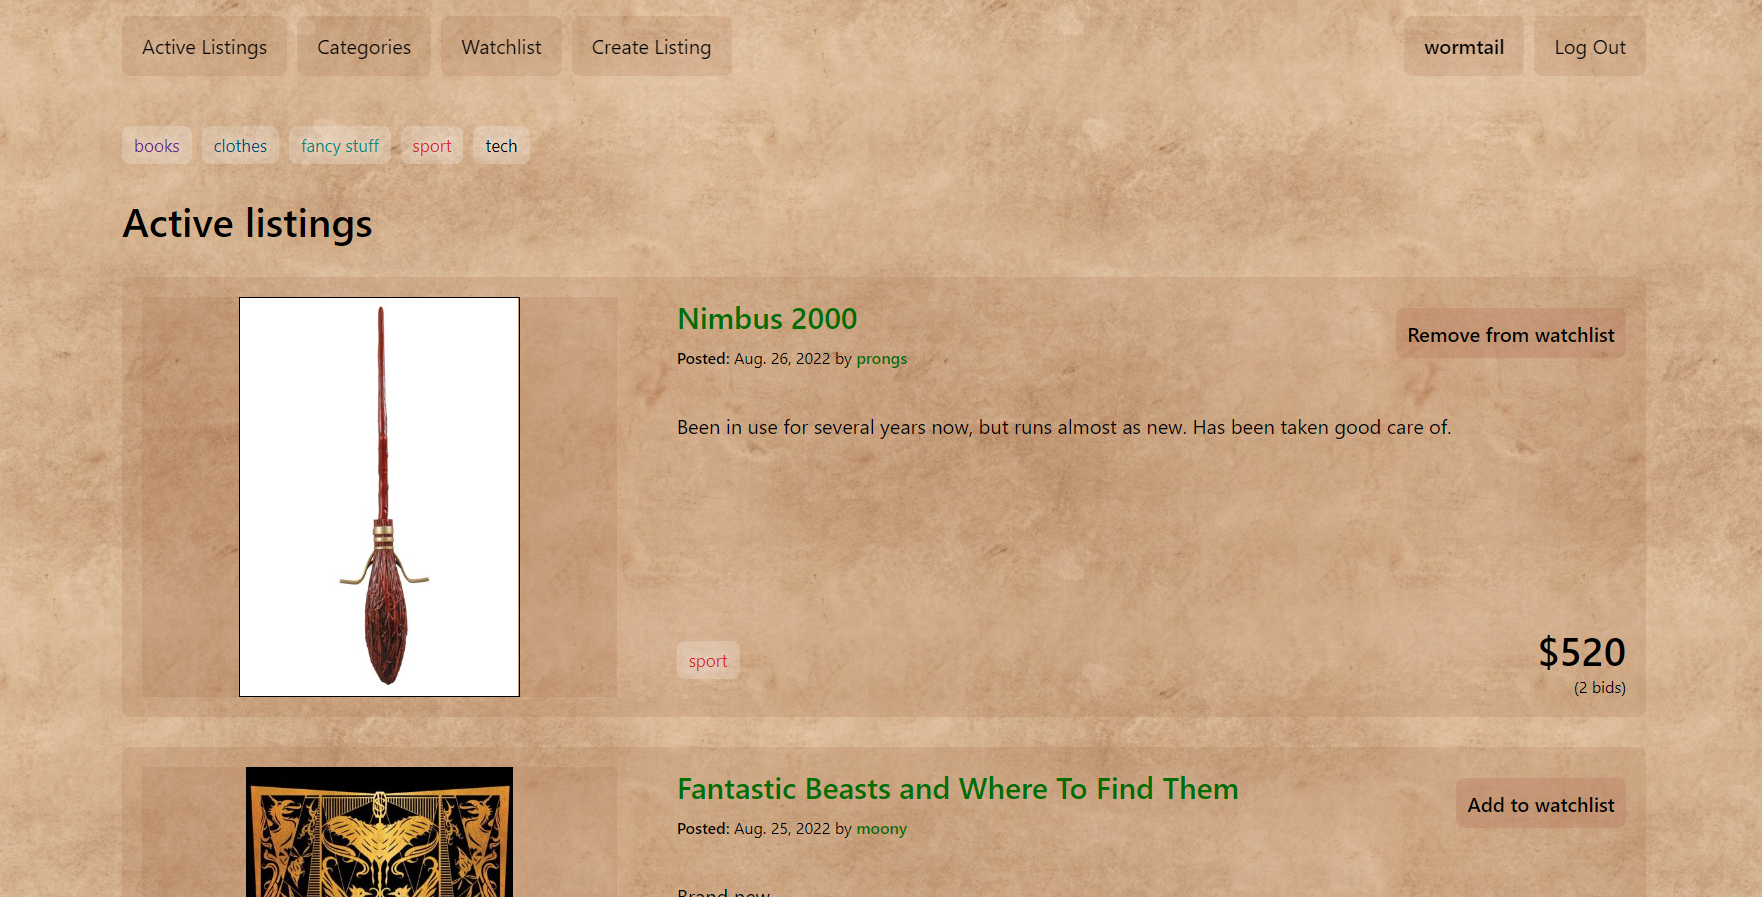 Active Listings Categories Watchlist Create Listing wormtail Log Out
books clothes fancy stuff sport tech
Active listings
Nimbus 2000
Remove from watchlist
Posted: Aug. 26, 2022 by prongs
Been in use for several years now, but runs almost as new. Has been taken good care of.
sport
$520
(2 bids)
Fantastic Beasts and Where To Find Them
Add to watchlist
Posted: Aug. 25, 2022 by moony
Brand new